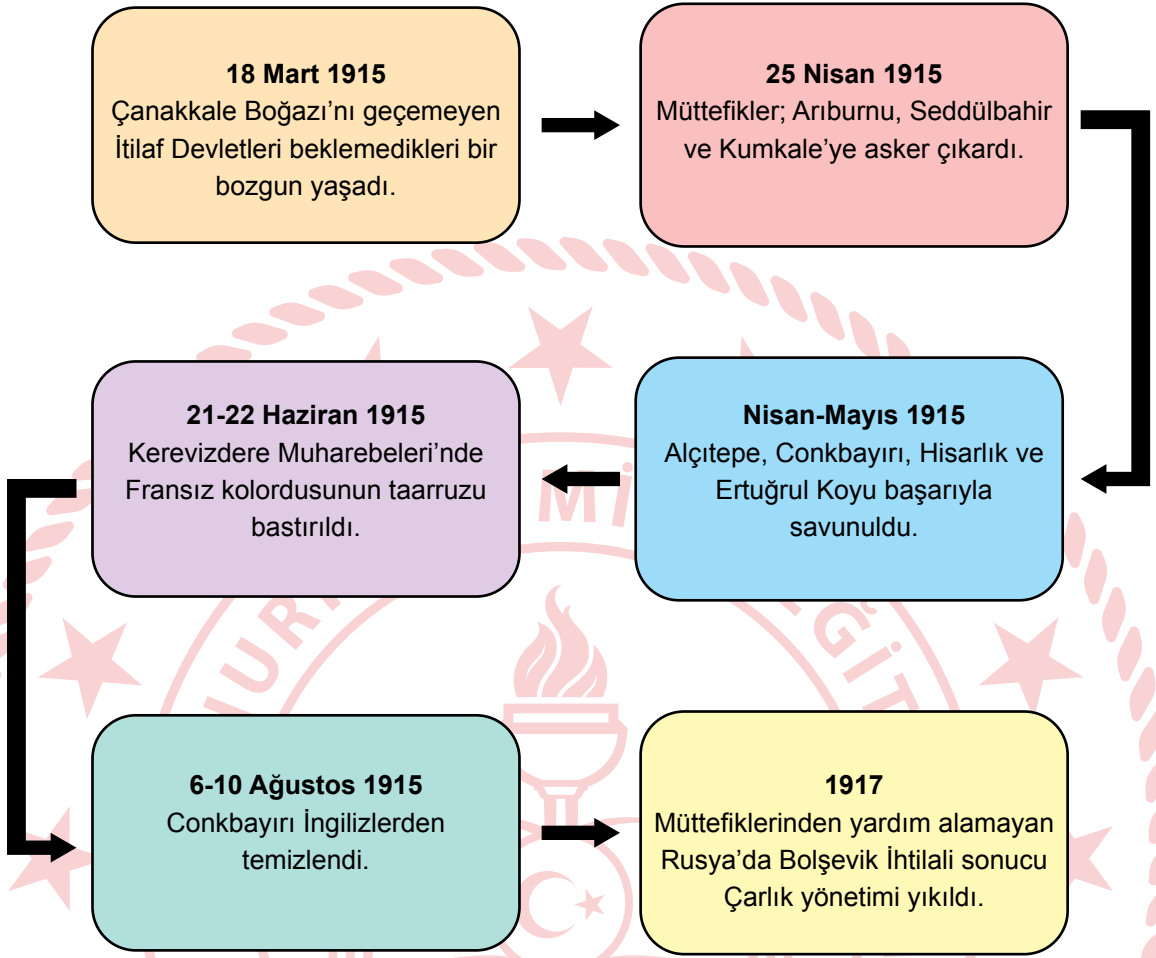 18 Mart 1915
Çanakkale Boğazı’nı geçemeyen
İtilaf Devletleri beklemedikleri bir
bozgun yaşadı.
25 Nisan 1915
Müttefikler; Arıburnu, Seddülbahir
ve Kumkale’ye asker çıkardı.
Nisan-Mayıs 1915
Alçıtepe, Conkbayırı, Hisarlık ve
Ertuğrul Koyu başarıyla
savunuldu.
21-22 Haziran 1915
Kerevizdere Muharebeleri’nde
Fransız kolordusunun taarruzu
bastırıldı.
6-10 Ağustos 1915
Conkbayırı İngilizlerden
temizlendi.
1917
Müttefiklerinden yardım alamayan
Rusya’da Bolşevik İhtilali sonucu
Çarlık yönetimi yıkıldı.